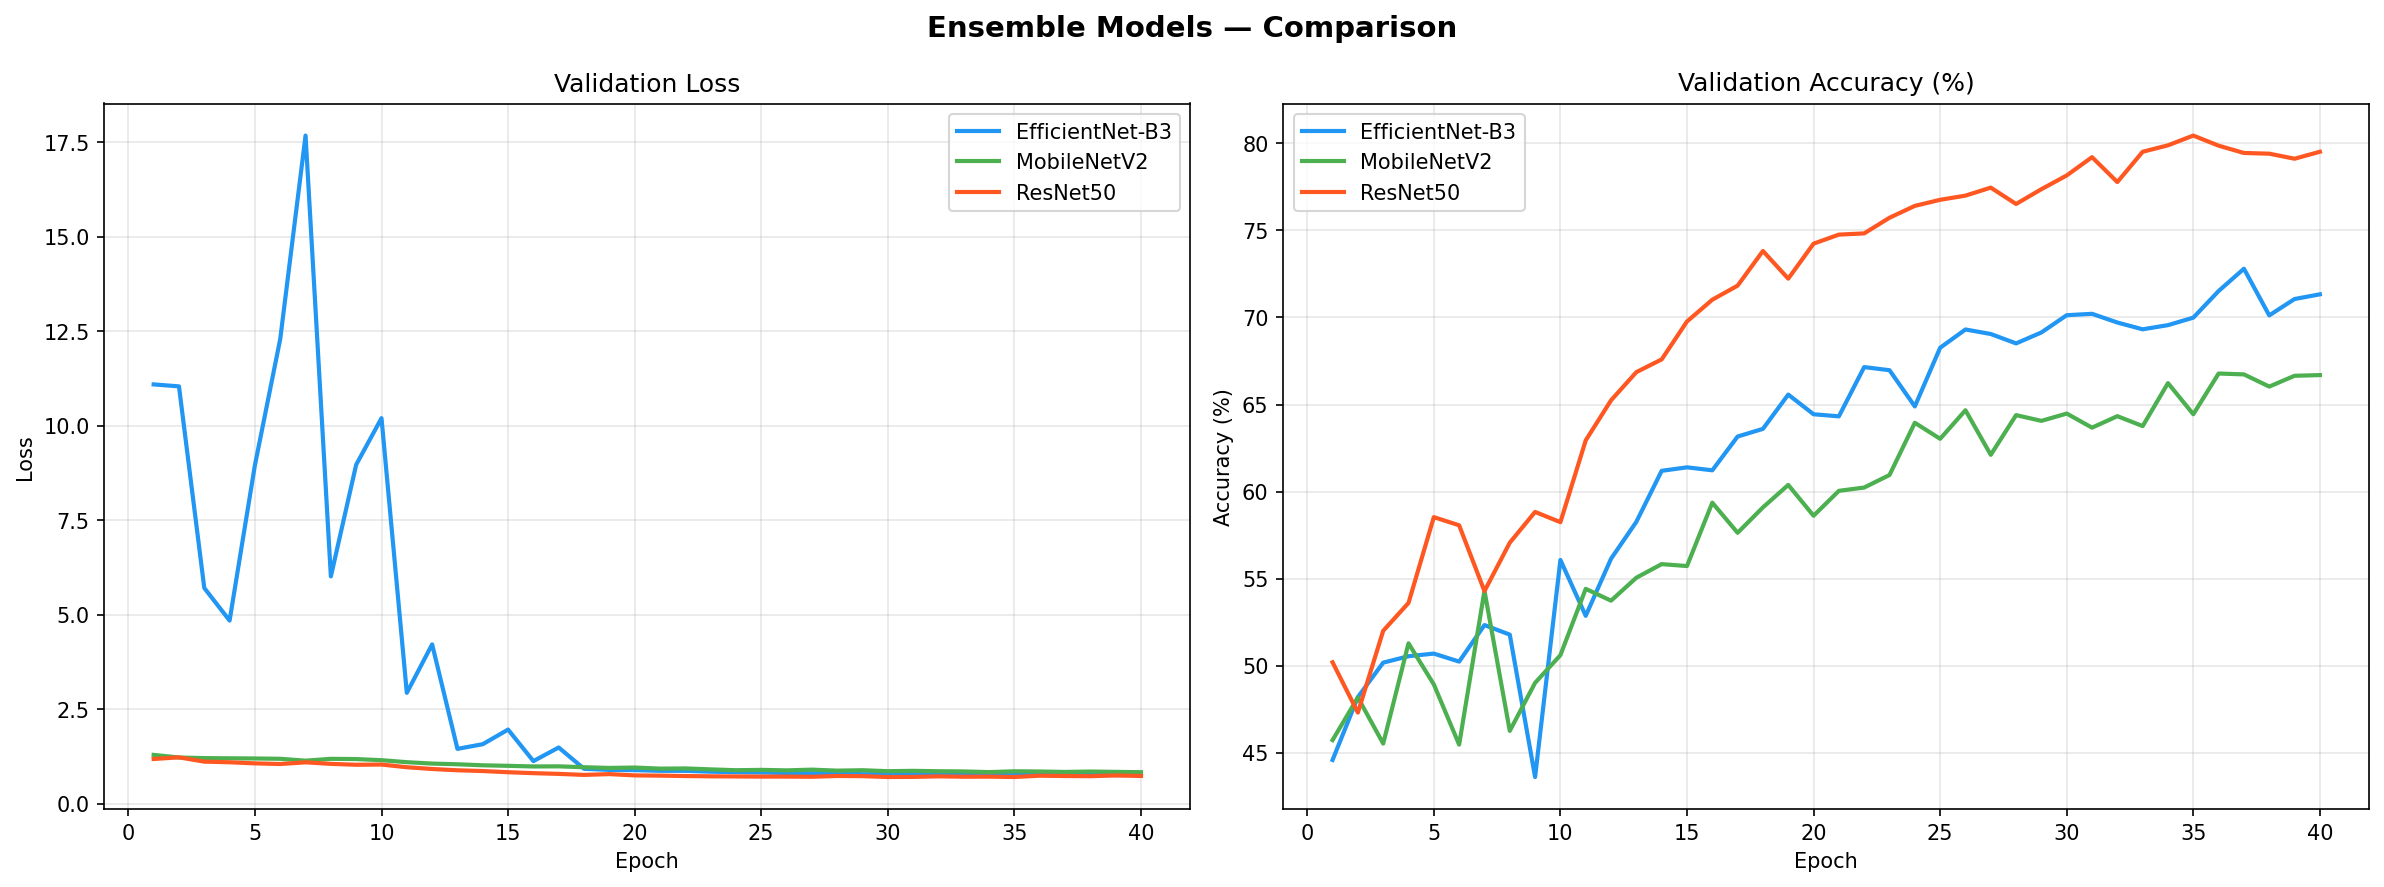 Ensemble Models — Comparison
Validation Loss
EfficientNet-B3
MobileNetV2
ResNet50
17.5
15.0
12.5
10.0
7.5
5.0
2.5
0.0
Loss
0 5 10 15 20 25 30 35 40
Epoch
Validation Accuracy (%)
EfficientNet-B3
MobileNetV2
ResNet50
80
75
70
65
60
55
50
45
Accuracy (%)
0 5 10 15 20 25 30 35 40
Epoch